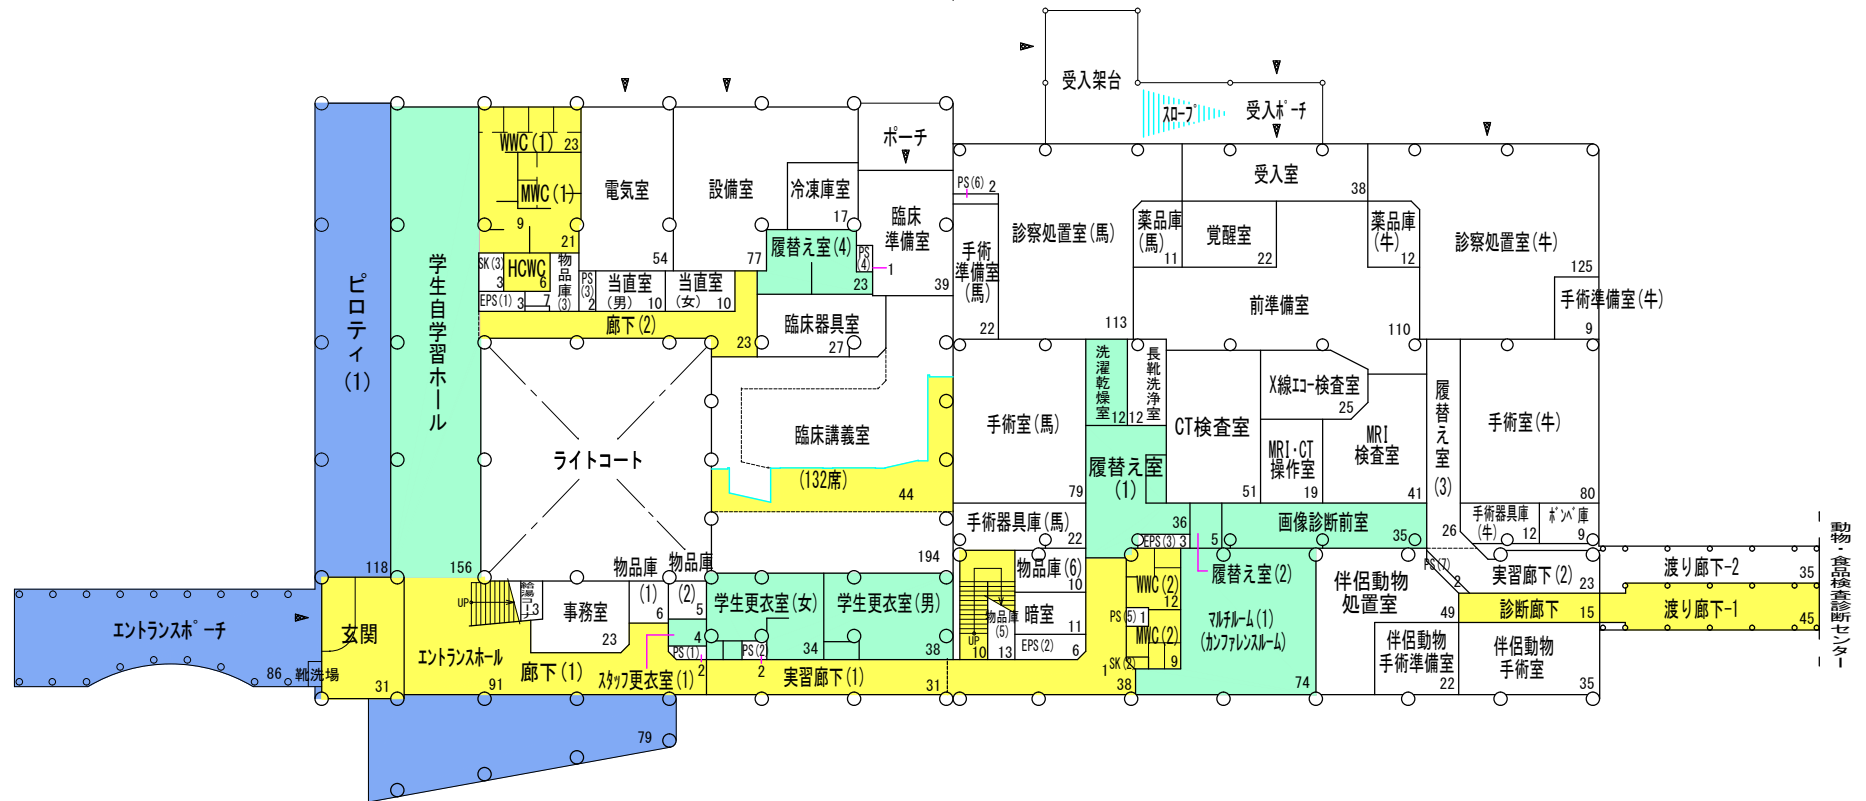 受入架台
スロープ
受入ポーチ
ポーチ
WWC(1)
23
MWC(1)
9
21
電気室
54
設備室
77
冷凍庫室
17
臨床
準備室
39
PS(6)
2
受入室
38
診察処置室(馬)
113
薬品庫
(馬)
11
覚醒室
22
薬品庫
(牛)
12
診察処置室(牛)
125
手術
準備室
(馬)
22
手術準備室(牛)
9
前準備室
110
履替え室(4)
23
PS
(4)
1
SK(3)
3
HCWC
6
物品庫
(3)
7
EPS(1)
3
PS
(3)
2
当直室
(男)
10
当直室
(女)
10
廊下(2)
23
臨床器具室
27
ピロティ
(1)
118
学生自学習ホール
156
ライトコート
臨床講義室
(132席)
44
194
手術室(馬)
79
洗濯乾燥室
12
長靴洗浄室
12
CT検査室
51
X線エコー検査室
25
MRI・CT
操作室
19
MRI
検査室
41
履替え室
(3)
26
手術室(牛)
80
履替え室
(1)
36
手術器具庫(馬)
22
EPS(3)
3
5
画像診断前室
35
手術器具庫
(牛)
12
ボンベ庫
9
動物・食品検査診断センター
エントランスポーチ
86
靴洗場
玄関
31
UP
給湯コーナー
3
事務室
23
物品庫
(1)
6
物品庫
(2)
5
4
PS(1)
2
エントランスホール
91
廊下(1)
スタッフ更衣室(1)
学生更衣室(女)
34
PS(2)
2
学生更衣室(男)
38
実習廊下(1)
31
UP
10
物品庫
(5)
13
物品庫(6)
10
暗室
11
EPS(2)
6
38
WWC(2)
12
PS(5)
1
MWC(2)
9
SK(2)
1
履替え室(2)
マルチルーム(1)
(カンファレンスルーム)
74
伴侶動物
処置室
49
PS(7)
2
実習廊下(2)
23
診断廊下
15
渡り廊下-2
35
渡り廊下-1
45
伴侶動物
手術準備室
22
伴侶動物
手術室
35
79